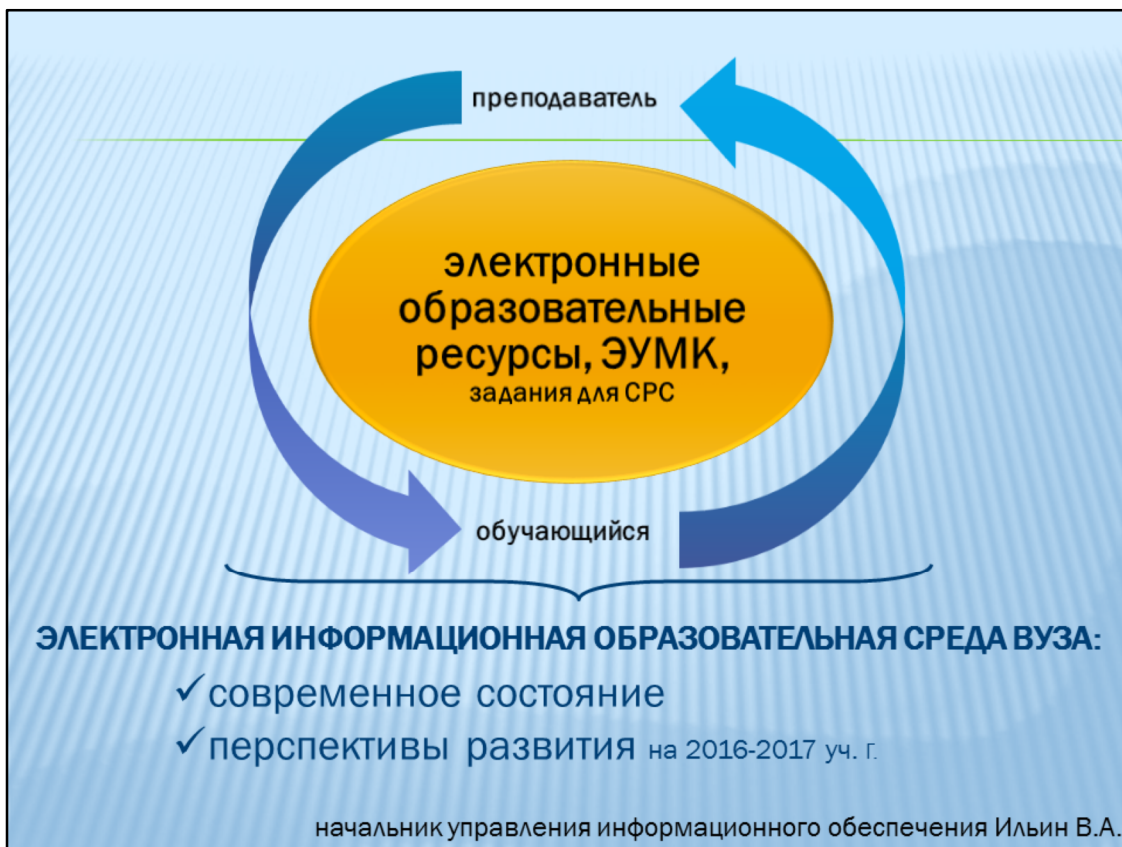 преподаватель
электронные
образовательные
ресурсы, ЭУМК,
задания для СРС
обучающийся
ЭЛЕКТРОННАЯ ИНФОРМАЦИОННАЯ ОБРАЗОВАТЕЛЬНАЯ СРЕДА ВУЗА:
✓современное состояние
✓перспективы развития на 2016-2017 уч. г.
начальник управления информационного обеспечения Ильин В.А.